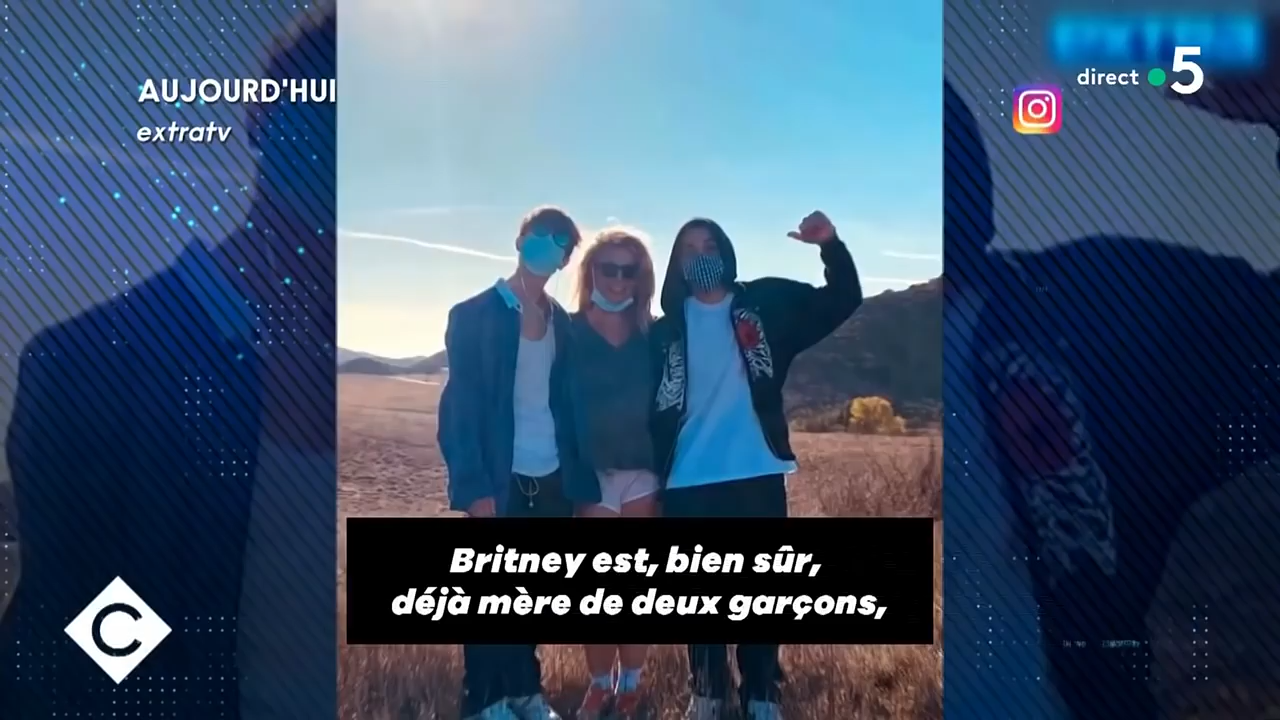 AUJOURD'HUI
extratv
direct 5
Britney est, bien sûr,
déjà mère de deux garçons,
C